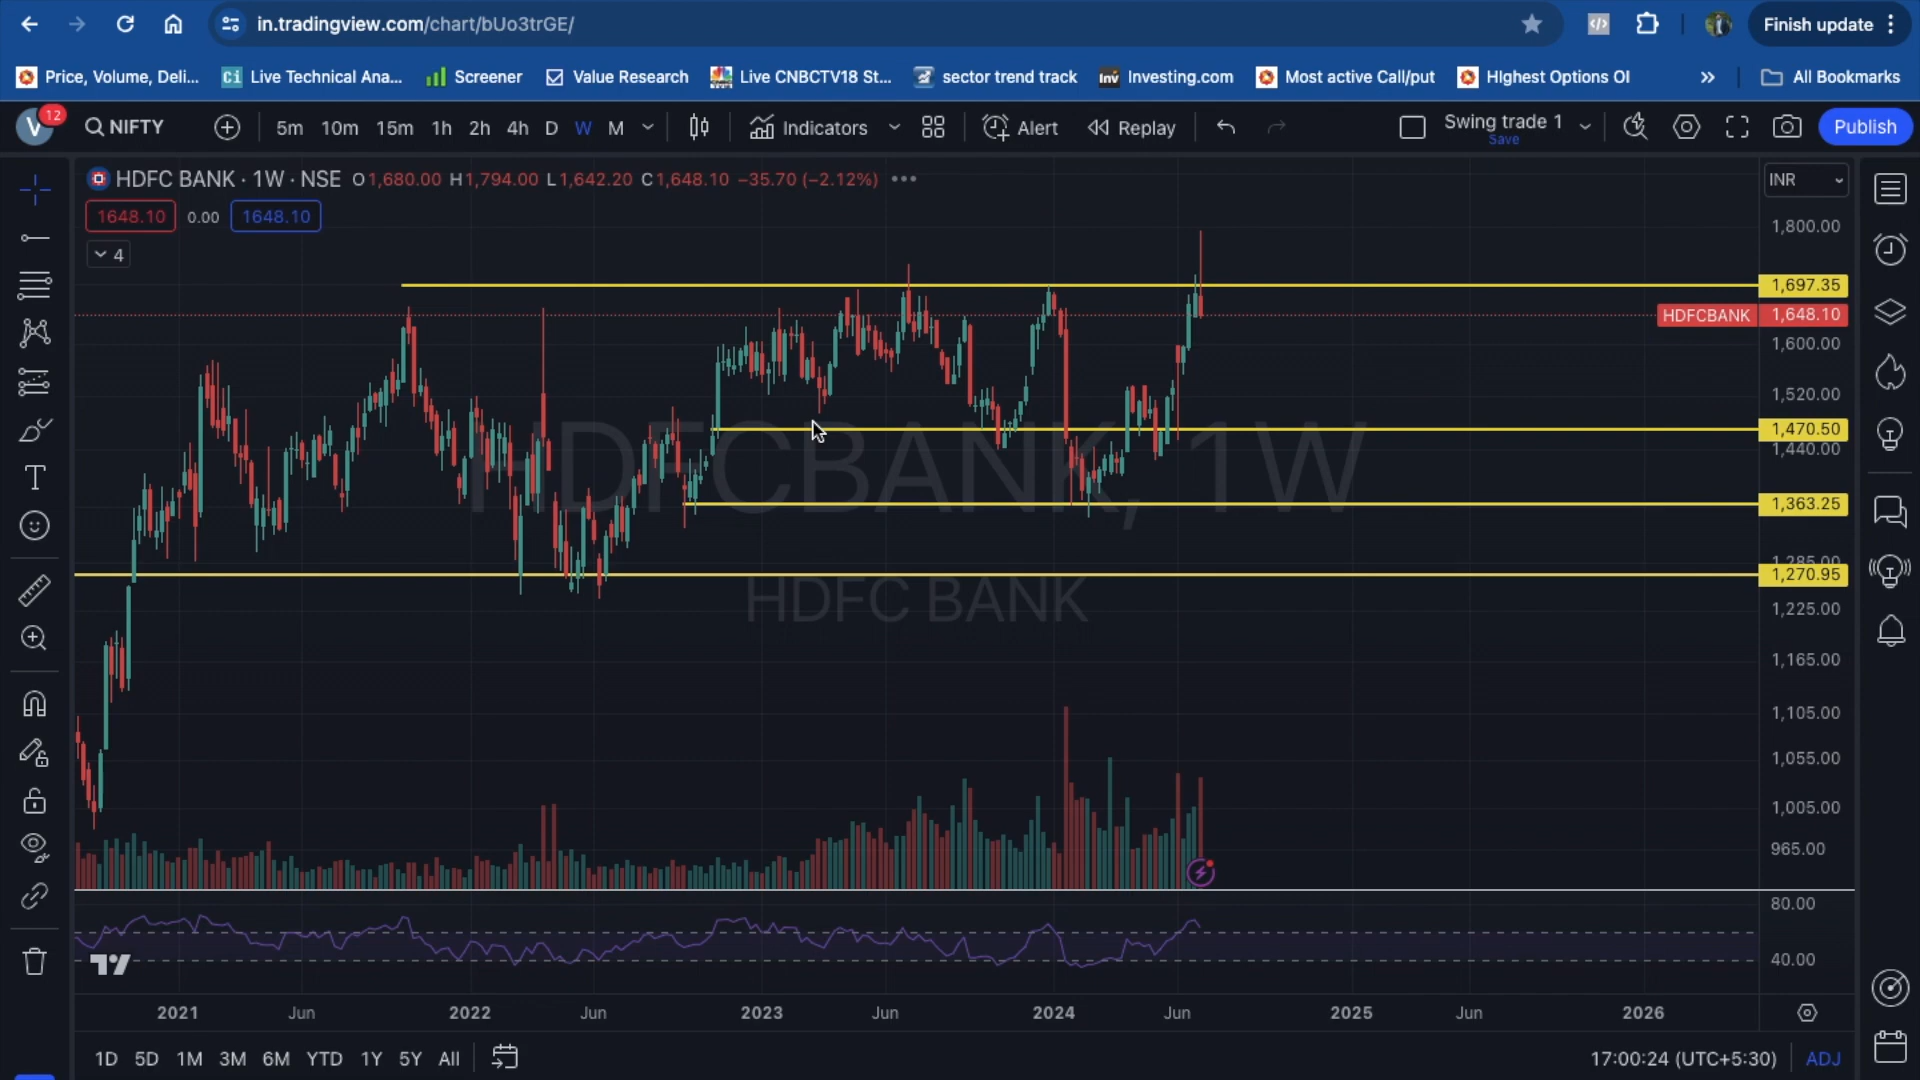 in.tradingview.com/chart/bUo3trGE/
Finish update
Price, Volume, Deli...
Live Technical Ana...
Screener
Value Research
Live CNBCTV18 St...
sector trend track
Investing.com
Most active Call/put
HIghest Options OI
All Bookmarks
V 12
NIFTY
5m 10m 15m 1h 2h 4h D W M
Indicators
Alert
Replay
Swing trade 1
Save
Publish
HDFC BANK · 1W · NSE O1,680.00 H1,794.00 L1,642.20 C1,648.10 −35.70 (−2.12%)
INR
1648.10 0.00 1648.10
4
1,800.00
1,697.35
HDFCBANK 1,648.10
1,600.00
1,520.00
1,470.50
1,440.00
1,363.25
1,285.00
1,270.95
1,225.00
1,165.00
1,105.00
1,055.00
1,005.00
965.00
80.00
40.00
HDFCBANK, 1W
HDFC BANK
2021 Jun 2022 Jun 2023 Jun 2024 Jun 2025 Jun 2026
1D 5D 1M 3M 6M YTD 1Y 5Y All
17:00:24 (UTC+5:30) ADJ